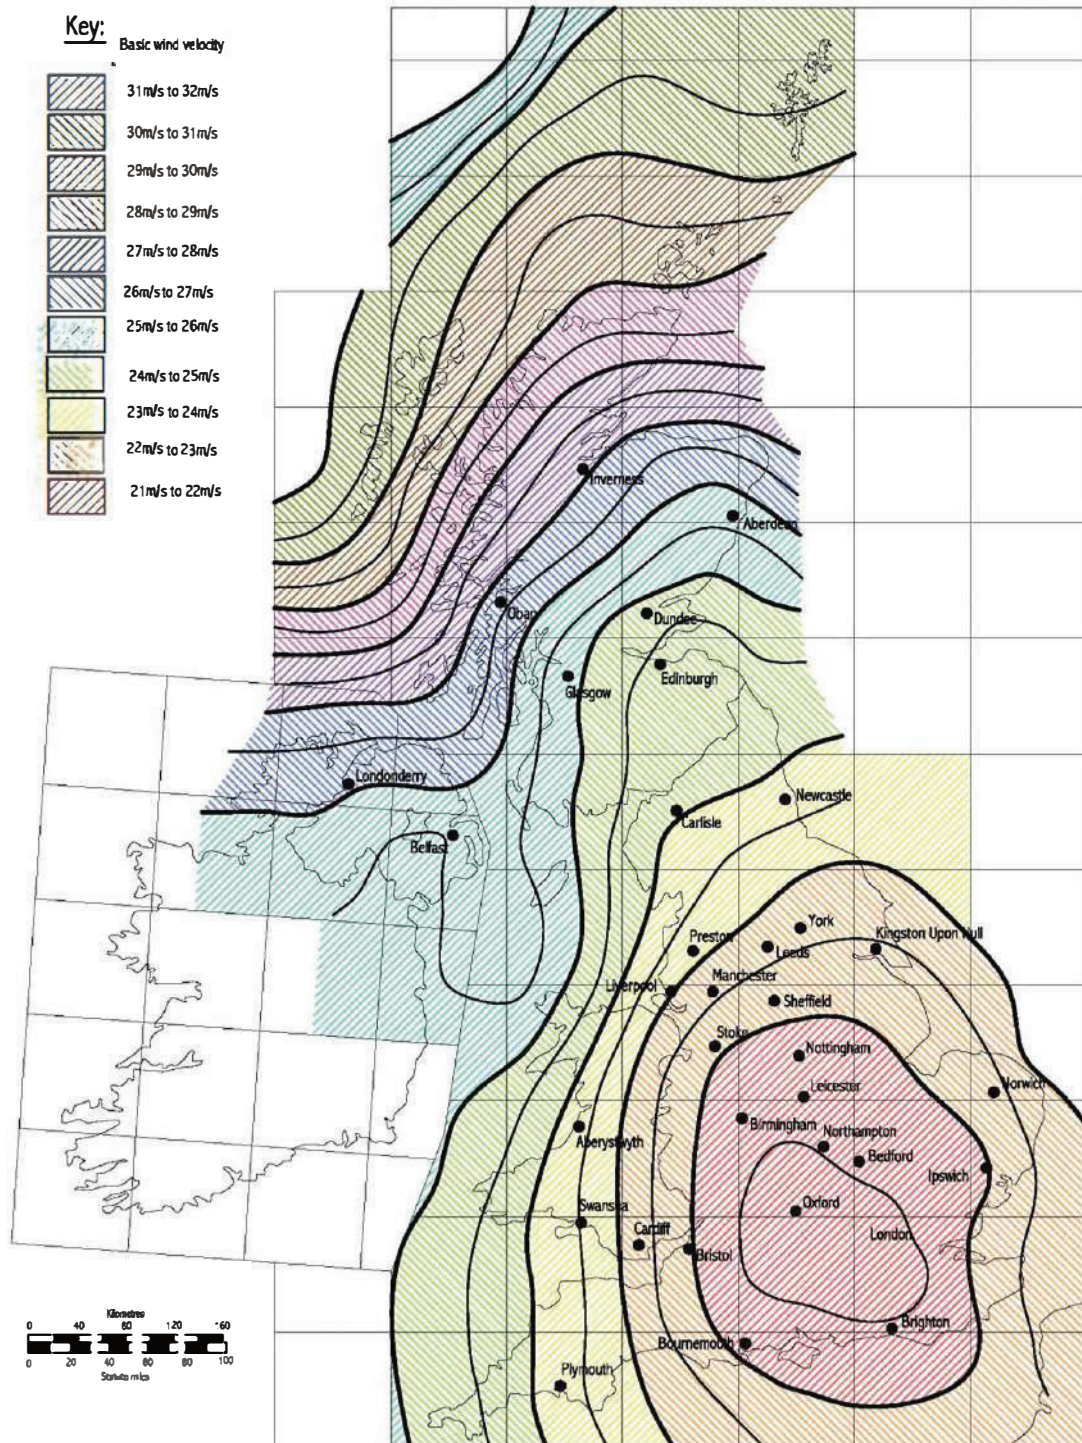 Key:
Basic wind velocity
31m/s to 32m/s
30m/s to 31m/s
29m/s to 30m/s
28m/s to 29m/s
27m/s to 28m/s
26m/s to 27m/s
25m/s to 26m/s
24m/s to 25m/s
23m/s to 24m/s
22m/s to 23m/s
21m/s to 22m/s
Inverness
Aberdeen
Oban
Dundee
Edinburgh
Glasgow
Londonderry
Newcastle
Carlisle
Belfast
York
Kingston Upon Hull
Preston
Leeds
Manchester
Liverpool
Sheffield
Stoke
Nottingham
Leicester
Norwich
Birmingham
Aberystwyth
Northampton
Bedford
Ipswich
Swansea
Oxford
Cardiff
London
Bristol
Kilometres
0 40 80 120 160
0 20 40 60 80 100
Statute miles
Brighton
Bournemouth
Plymouth